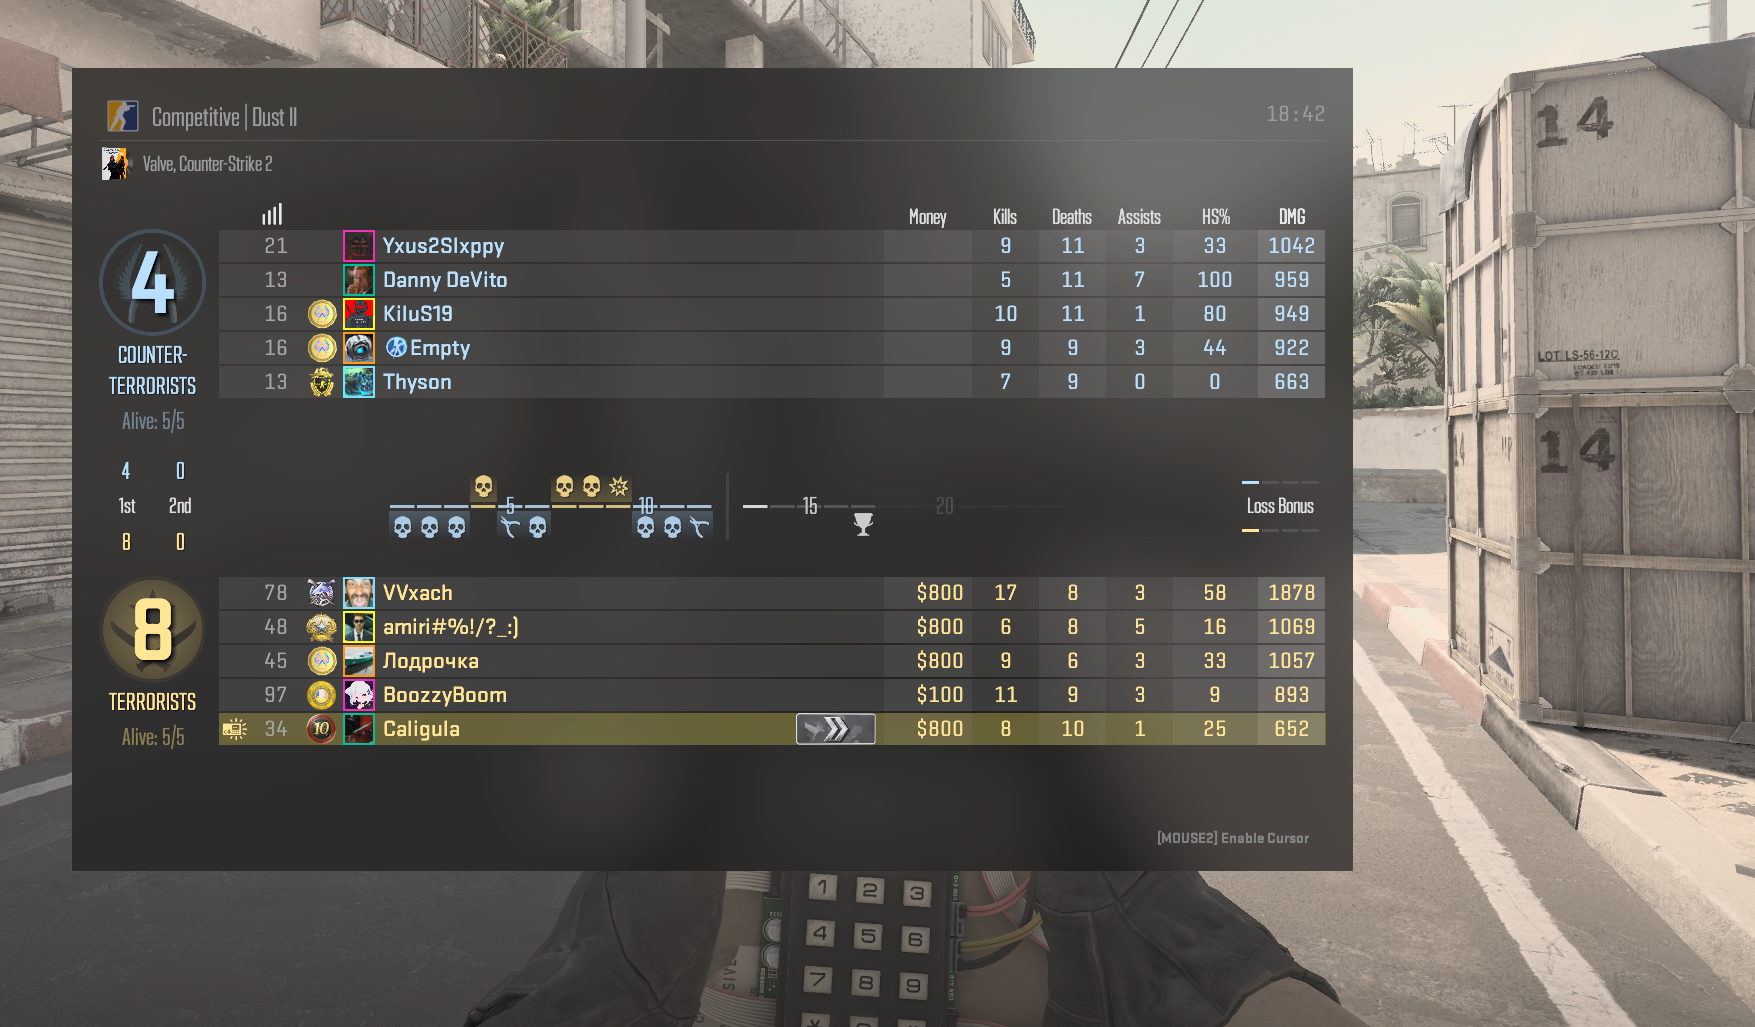 Competitive | Dust II
18:42
Valve, Counter-Strike 2
Money Kills Deaths Assists HS% DMG
21 Yxus2Slxppy 9 11 3 33 1042
13 Danny DeVito 5 11 7 100 959
16 KiluS19 10 11 1 80 949
16 Empty 9 9 3 44 922
13 Thyson 7 9 0 0 663
4
COUNTER-
TERRORISTS
Alive: 5/5
4 0
1st 2nd
8 0
5 10 15 20
Loss Bonus
8
TERRORISTS
Alive: 5/5
78 VVxach $800 17 8 3 58 1878
48 amiri#%!/?_:) $800 6 8 5 16 1069
45 Лодрочка $800 9 6 3 33 1057
97 BoozzyBoom $100 11 9 3 9 893
34 10 Caligula $800 8 10 1 25 652
[MOUSE2] Enable Cursor
14
LOT LS-56-12C
14
14
1 2 3
4 5 6
7 8 9